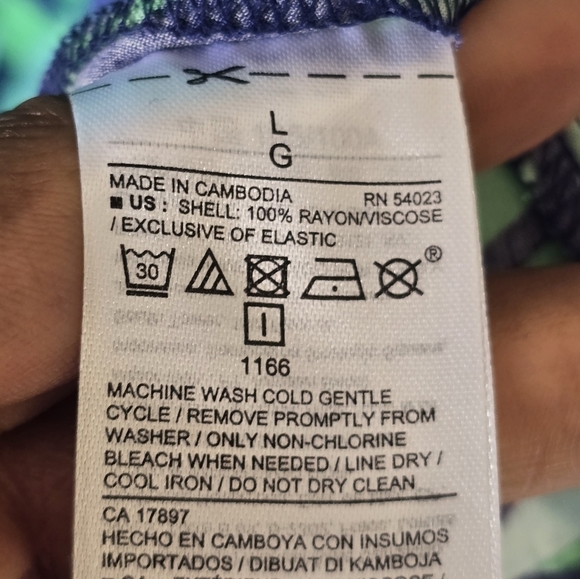 L
G
MADE IN CAMBODIA RN 54023
■ US : SHELL: 100% RAYON/VISCOSE
/ EXCLUSIVE OF ELASTIC
30
®
I
1166
MACHINE WASH COLD GENTLE
CYCLE / REMOVE PROMPTLY FROM
WASHER / ONLY NON-CHLORINE
BLEACH WHEN NEEDED / LINE DRY /
COOL IRON / DO NOT DRY CLEAN
CA 17897
HECHO EN CAMBOYA CON INSUMOS
IMPORTADOS / DIBUAT DI KAMBOJA